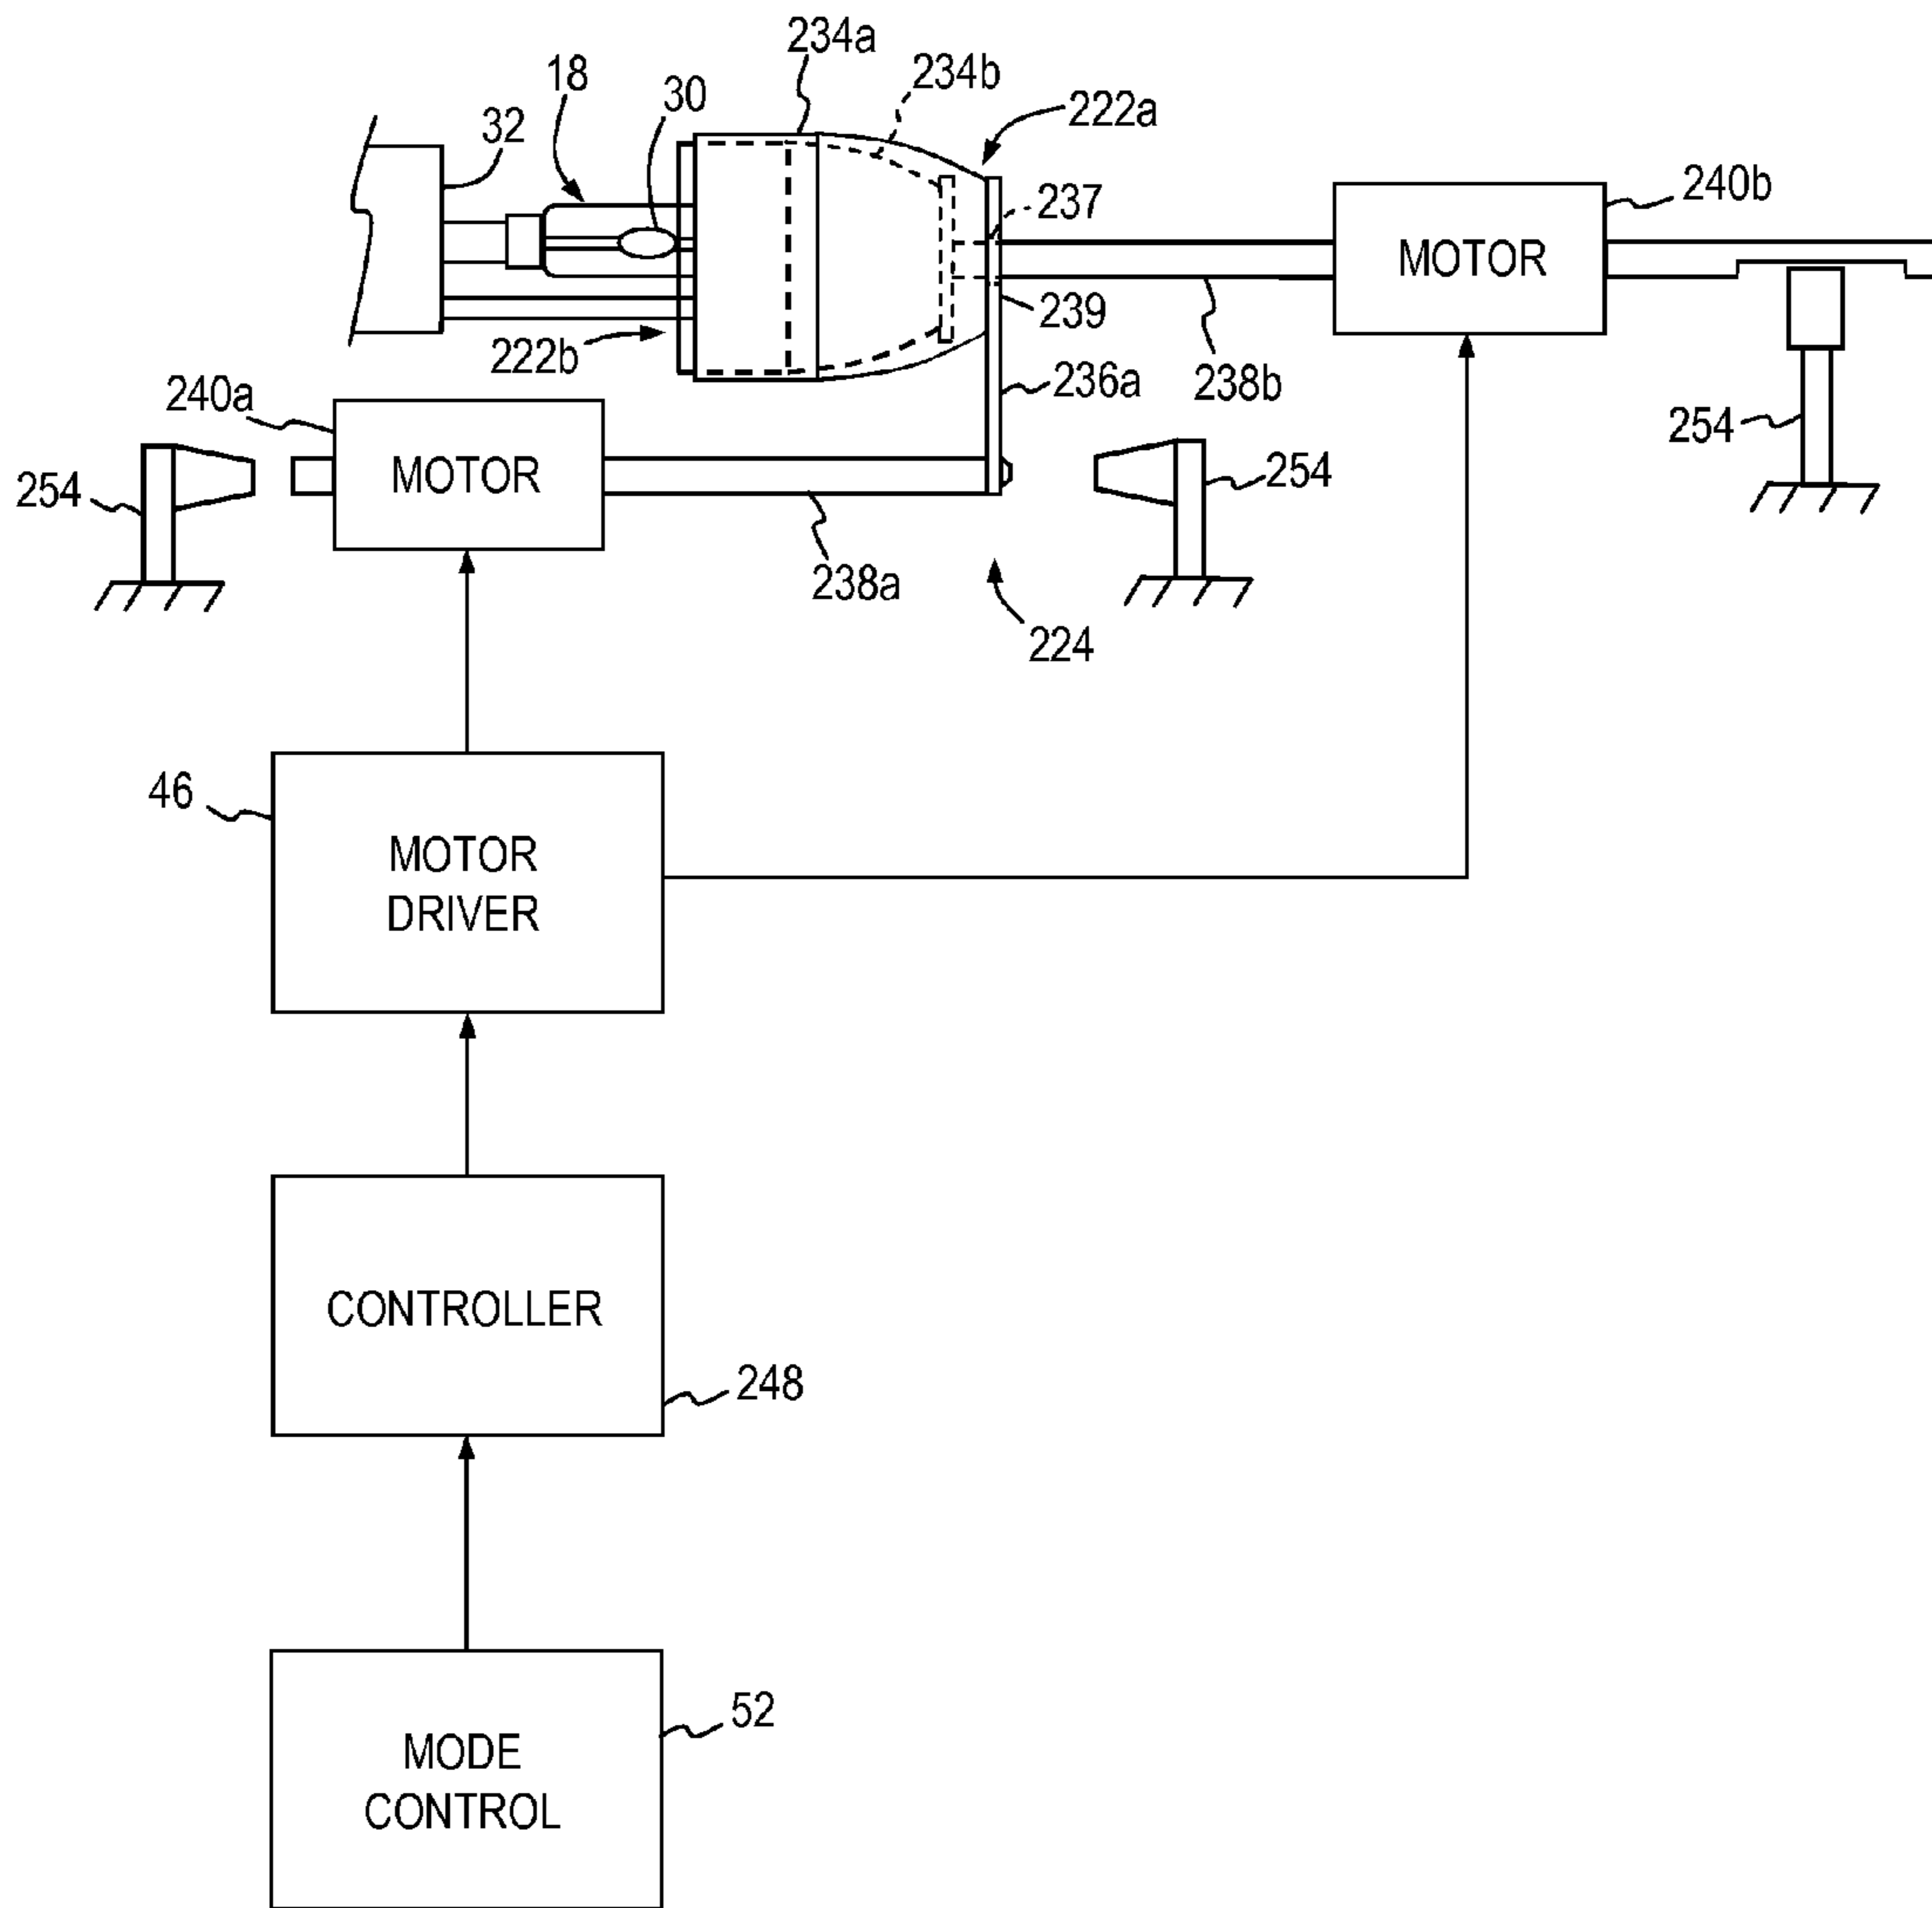 234a
234b
18
30
222a
32
237
240b
MOTOR
239
222b
236a
238b
240a
254
MOTOR
254
254
238a
224
46
MOTOR
DRIVER
CONTROLLER
248
52
MODE
CONTROL